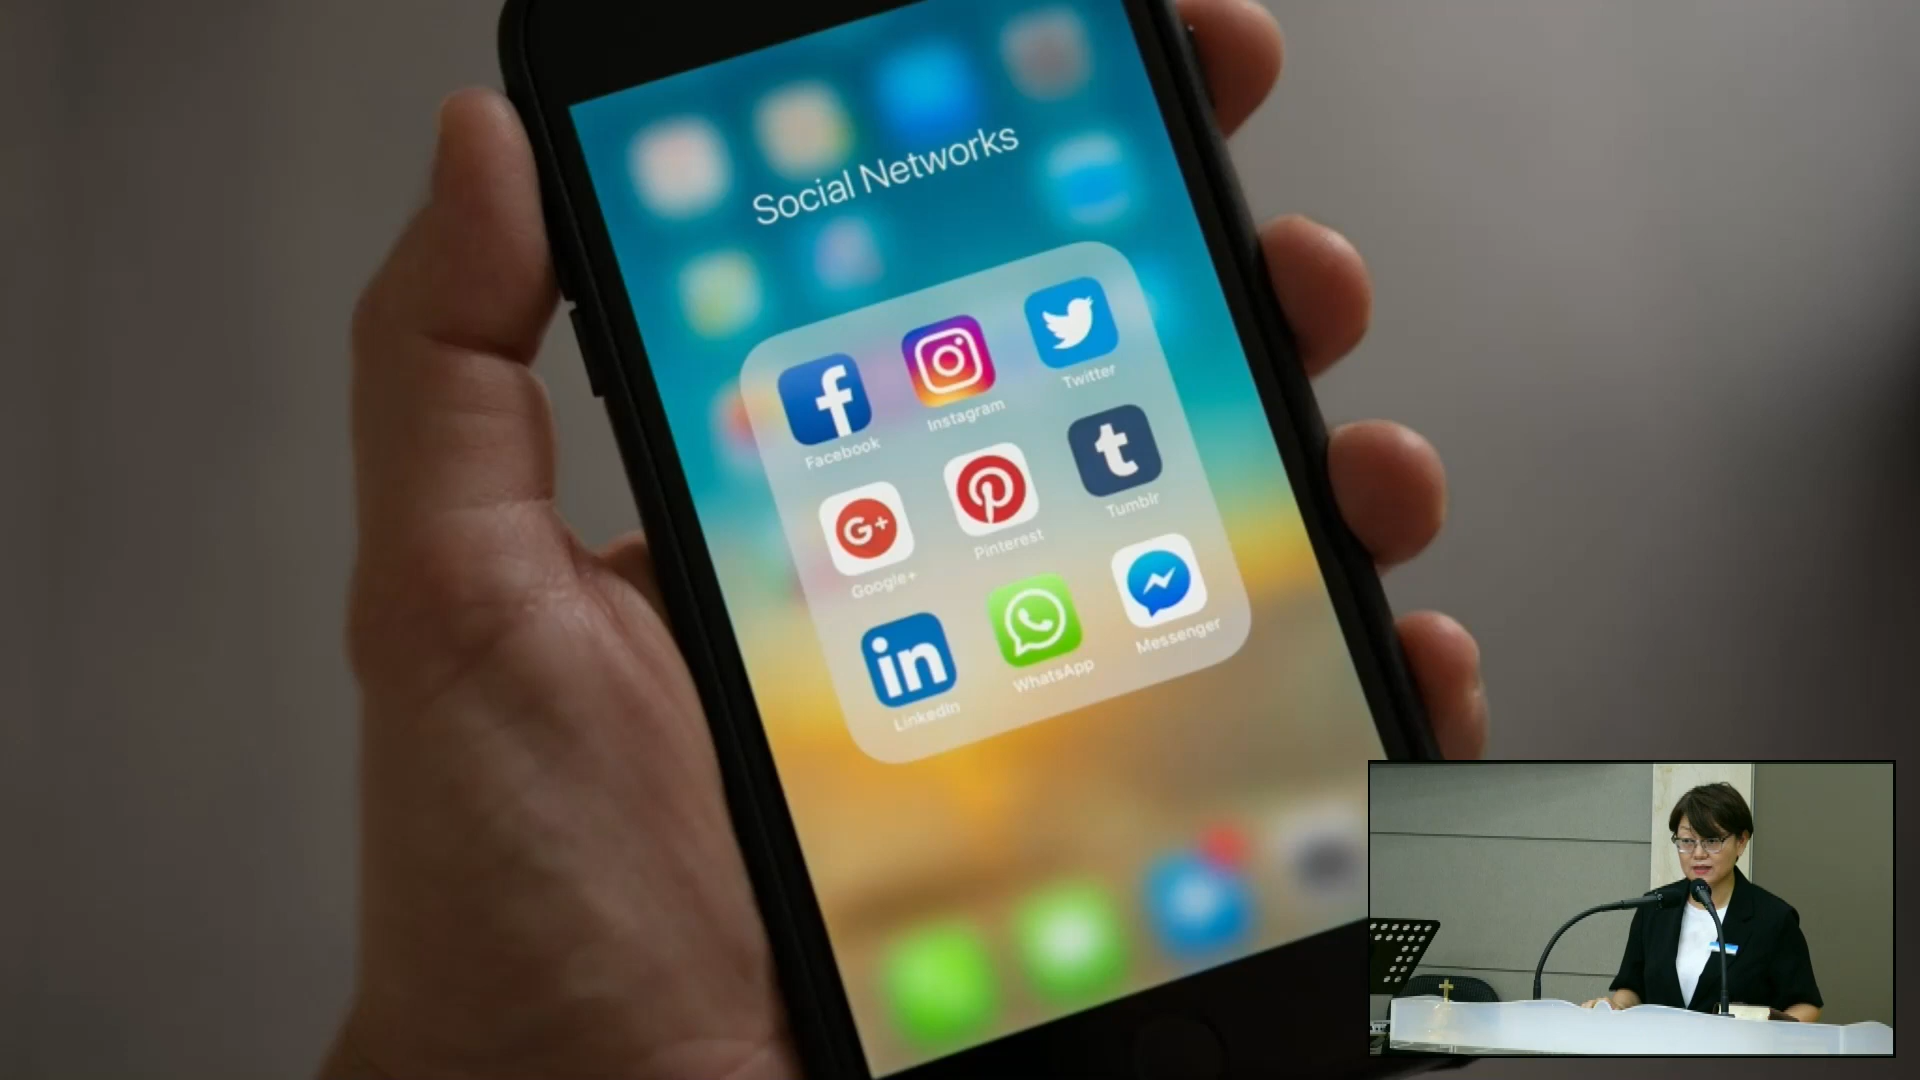 Social Networks
Facebook
Instagram
Twitter
Google+
Pinterest
Tumblr
LinkedIn
WhatsApp
Messenger